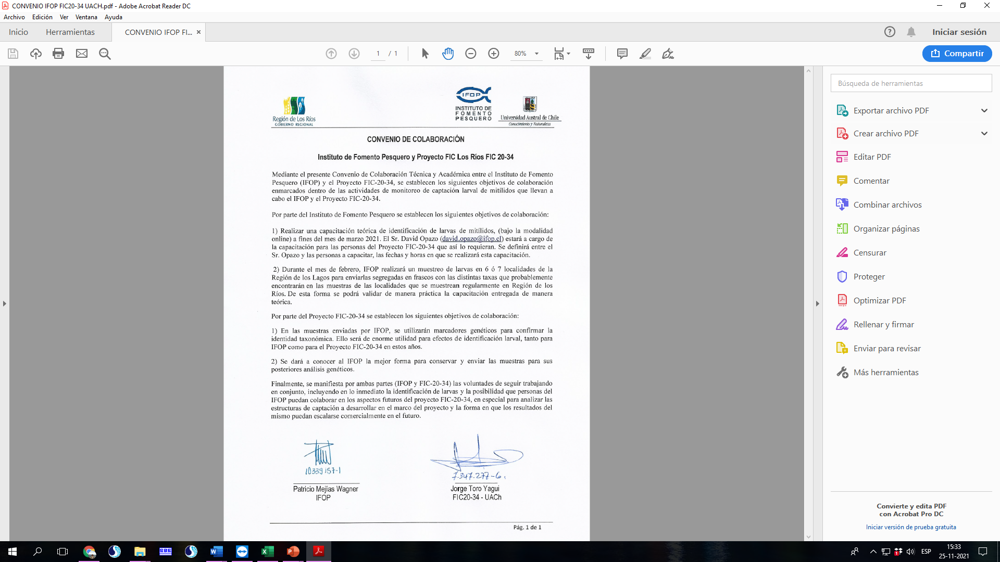 CONVENIO IFOP FIC20-34 UACH.pdf - Adobe Acrobat Reader DC
Archivo Edición Ver Ventana Ayuda
Inicio Herramientas CONVENIO IFOP FI... × Iniciar sesión
1 / 1 80% Compartir
Región de Los Ríos
GOBIERNO REGIONAL
IFOP
INSTITUTO DE
FOMENTO
PESQUERO
Universidad Austral de Chile
Conocimiento y Naturaleza
CONVENIO DE COLABORACIÓN
Instituto de Fomento Pesquero y Proyecto FIC Los Ríos FIC 20-34
Mediante el presente Convenio de Colaboración Técnica y Académica entre el Instituto de Fomento
Pesquero (IFOP) y el Proyecto FIC-20-34, se establecen los siguientes objetivos de colaboración
enmarcados dentro de las actividades de monitoreo de captación larval de mitílidos que llevan a
cabo el IFOP y el Proyecto FIC-20-34.
Por parte del Instituto de Fomento Pesquero se establecen los siguientes objetivos de colaboración:
1) Realizar una capacitación teórica de identificación de larvas de mitílidos, (bajo la modalidad
online) a fines del mes de marzo 2021. El Sr. David Opazo (david.opazo@ifop.cl) estará a cargo de
la capacitación para las personas del Proyecto FIC-20-34 que así lo requieran. Se definirá entre el
Sr. Opazo y las personas a capacitar, las fechas y horas en que se realizará esta capacitación.
2) Durante el mes de febrero, IFOP realizará un muestreo de larvas en 6 ó 7 localidades de la
Región de los Lagos para enviarlas segregadas en frascos con las distintas taxas que probablemente
encontrarán en las muestras de las localidades que se muestrean regularmente en Región de los
Ríos. De esta forma se podrá validar de manera práctica la capacitación entregada de manera
teórica.
Por parte del Proyecto FIC-20-34 se establecen los siguientes objetivos de colaboración:
1) En las muestras enviadas por IFOP, se utilizarán marcadores genéticos para confirmar la
identidad taxonómica. Ello será de enorme utilidad para efectos de identificación larval, tanto para
IFOP como para el Proyecto FIC-20-34 en estos años.
2) Se dará a conocer al IFOP la mejor forma para conservar y enviar las muestras para sus
posteriores análisis genéticos.
Finalmente, se manifiesta por ambas partes (IFOP y FIC-20-34) las voluntades de seguir trabajando
en conjunto, incluyendo en lo inmediato la identificación de larvas y la posibilidad que personas del
IFOP puedan colaborar en los aspectos futuros del proyecto FIC-20-34, en especial para analizar las
estructuras de captación a desarrollar en el marco del proyecto y la forma en que los resultados del
mismo puedan escalarse comercialmente en el futuro.
10339157-1
Patricio Mejías Wagner
IFOP
7.347.277-6.
Jorge Toro Yagui
FIC20-34 - UACh
Pág. 1 de 1
Búsqueda de herramientas
Exportar archivo PDF
Crear archivo PDF
Editar PDF
Comentar
Combinar archivos
Organizar páginas
Censurar
Proteger
Optimizar PDF
Rellenar y firmar
Enviar para revisar
Más herramientas
Convierte y edita PDF
con Acrobat Pro DC
Iniciar versión de prueba gratuita
SBE
ESP
15:33
25-11-2021